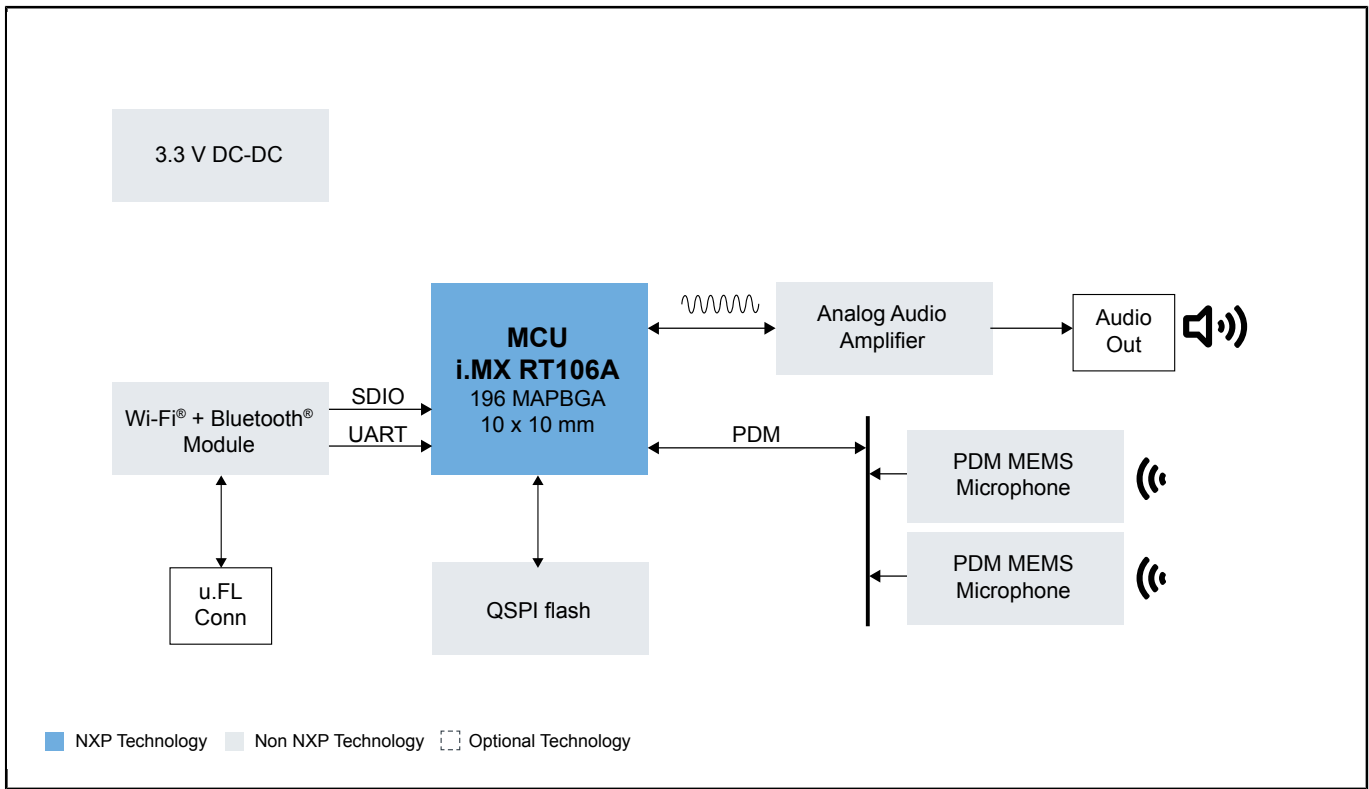 3.3 V DC-DC
MCU
i.MX RT106A
196 MAPBGA
10 x 10 mm
Analog Audio
Amplifier
Audio
Out
Wi-Fi® + Bluetooth®
Module
SDIO
UART
PDM
PDM MEMS
Microphone
PDM MEMS
Microphone
u.FL
Conn
QSPI flash
NXP Technology
Non NXP Technology
Optional Technology